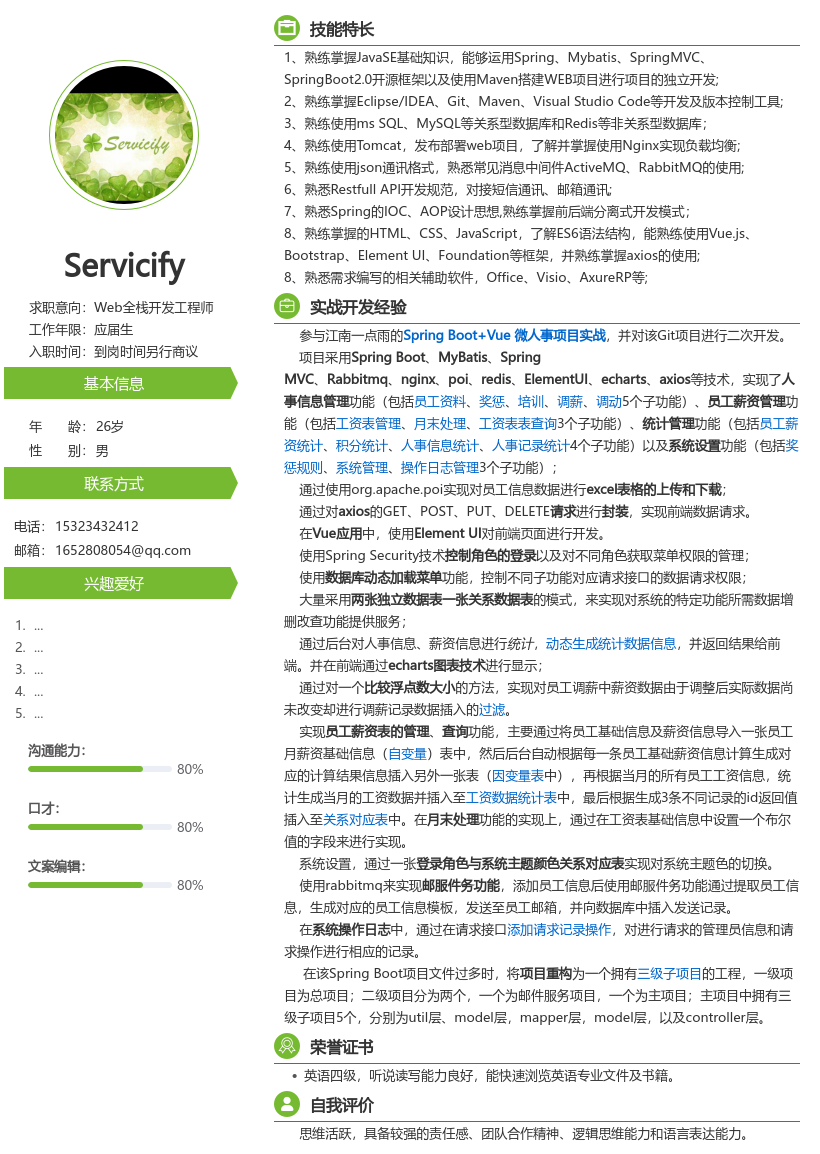 Servicify
Servicify
求职意向：Web全栈开发工程师
工作年限：应届生
入职时间：到岗时间另行商议
基本信息
年　　龄：26岁
性　　别：男
联系方式
电话：15323432412
邮箱：1652808054@qq.com
兴趣爱好
1. ...
2. ...
3. ...
4. ...
5. ...
沟通能力：
80%
口才：
80%
文案编辑：
80%
技能特长
1、熟练掌握JavaSE基础知识，能够运用Spring、Mybatis、SpringMVC、
SpringBoot2.0开源框架以及使用Maven搭建WEB项目进行项目的独立开发;
2、熟练掌握Eclipse/IDEA、Git、Maven、Visual Studio Code等开发及版本控制工具;
3、熟练使用ms SQL、MySQL等关系型数据库和Redis等非关系型数据库；
4、熟练使用Tomcat，发布部署web项目，了解并掌握使用Nginx实现负载均衡;
5、熟练使用json通讯格式，熟悉常见消息中间件ActiveMQ、RabbitMQ的使用;
6、熟悉Restfull API开发规范，对接短信通讯、邮箱通讯;
7、熟悉Spring的IOC、AOP设计思想,熟练掌握前后端分离式开发模式；
8、熟练掌握的HTML、CSS、JavaScript，了解ES6语法结构，能熟练使用Vue.js、
Bootstrap、Element UI、Foundation等框架，并熟练掌握axios的使用;
8、熟悉需求编写的相关辅助软件，Office、Visio、AxureRP等;
实战开发经验
参与江南一点雨的Spring Boot+Vue 微人事项目实战，并对该Git项目进行二次开发。
项目采用Spring Boot、MyBatis、Spring
MVC、Rabbitmq、nginx、poi、redis、ElementUI、echarts、axios等技术，实现了人
事信息管理功能（包括员工资料、奖惩、培训、调薪、调动5个子功能）、员工薪资管理功
能（包括工资表管理、月末处理、工资表表查询3个子功能）、统计管理功能（包括员工薪
资统计、积分统计、人事信息统计、人事记录统计4个子功能）以及系统设置功能（包括奖
惩规则、系统管理、操作日志管理3个子功能）；
通过使用org.apache.poi实现对员工信息数据进行excel表格的上传和下载；
通过对axios的GET、POST、PUT、DELETE请求进行封装，实现前端数据请求。
在Vue应用中，使用Element UI对前端页面进行开发。
使用Spring Security技术控制角色的登录以及对不同角色获取菜单权限的管理；
使用数据库动态加载菜单功能，控制不同子功能对应请求接口的数据请求权限；
大量采用两张独立数据表一张关系数据表的模式，来实现对系统的特定功能所需数据增
删改查功能提供服务；
通过后台对人事信息、薪资信息进行统计，动态生成统计数据信息，并返回结果给前
端。并在前端通过echarts图表技术进行显示；
通过对一个比较浮点数大小的方法，实现对员工调薪中薪资数据由于调整后实际数据尚
未改变却进行调薪记录数据插入的过滤。
实现员工薪资表的管理、查询功能，主要通过将员工基础信息及薪资信息导入一张员工
月薪资基础信息（自变量）表中，然后后台自动根据每一条员工基础薪资信息计算生成对
应的计算结果信息插入另外一张表（因变量表中），再根据当月的所有员工工资信息，统
计生成当月的工资数据并插入至工资数据统计表中，最后根据生成3条不同记录的id返回值
插入至关系对应表中。在月末处理功能的实现上，通过在工资表基础信息中设置一个布尔
值的字段来进行实现。
系统设置，通过一张登录角色与系统主题颜色关系对应表实现对系统主题色的切换。
使用rabbitmq来实现邮服件务功能，添加员工信息后使用邮服件务功能通过提取员工信
息，生成对应的员工信息模板，发送至员工邮箱，并向数据库中插入发送记录。
在系统操作日志中，通过在请求接口添加请求记录操作，对进行请求的管理员信息和请
求操作进行相应的记录。
在该Spring Boot项目文件过多时，将项目重构为一个拥有三级子项目的工程，一级项
目为总项目；二级项目分为两个，一个为邮件服务项目，一个为主项目；主项目中拥有三
级子项目5个，分别为util层、model层，mapper层，model层，以及controller层。
荣誉证书
• 英语四级，听说读写能力良好，能快速浏览英语专业文件及书籍。
自我评价
思维活跃，具备较强的责任感、团队合作精神、逻辑思维能力和语言表达能力。